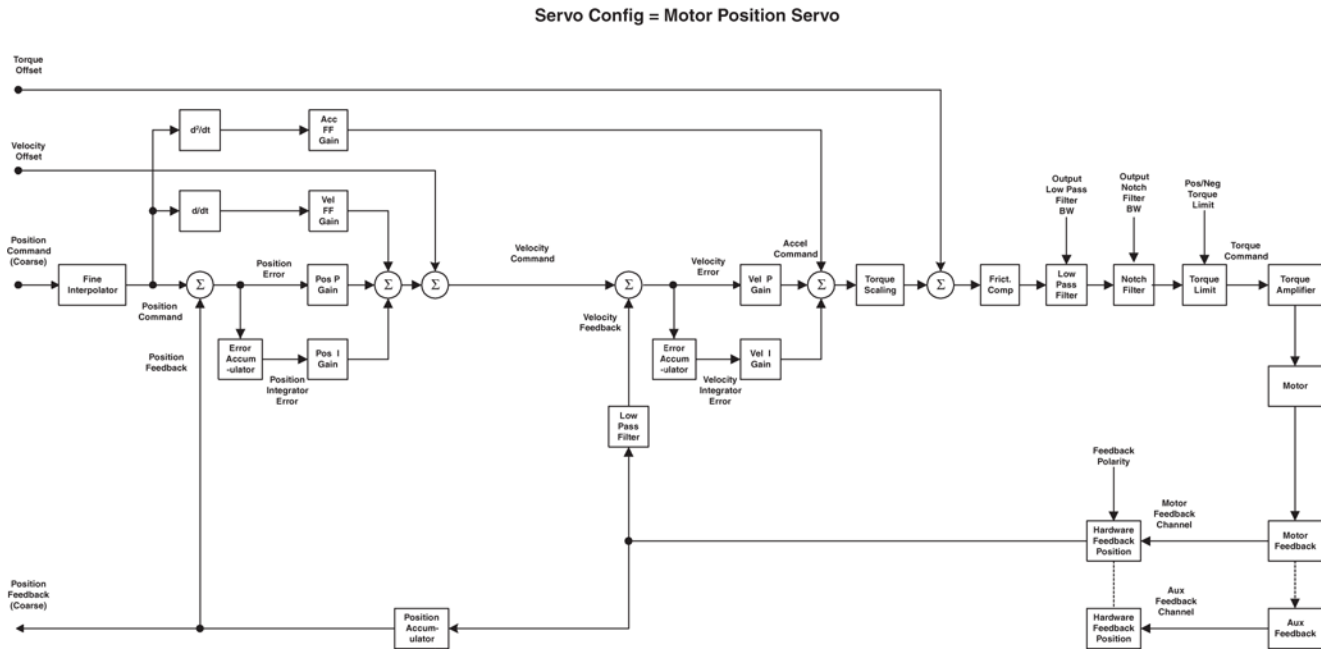 Servo Config = Motor Position Servo
Torque
Offset
d²/dt
Acc
FF
Gain
Velocity
Offset
d/dt
Vel
FF
Gain
Output
Low Pass
Filter
BW
Output
Notch
Filter
BW
Pos/Neg
Torque
Limit
Position
Command
(Coarse)
Fine
Interpolator
Position
Command
Σ
Position
Error
Pos P
Gain
Σ
Σ
Velocity
Command
Σ
Velocity
Error
Vel P
Gain
Accel
Command
Σ
Torque
Scaling
Σ
Frict.
Comp
Low
Pass
Filter
Notch
Filter
Torque
Limit
Torque
Command
Torque
Amplifier
Position
Feedback
Error
Accum
-ulator
Position
Integrator
Error
Pos I
Gain
Velocity
Feedback
Error
Accum
-ulator
Velocity
Integrator
Error
Vel I
Gain
Motor
Low
Pass
Filter
Feedback
Polarity
Hardware
Feedback
Position
Motor
Feedback
Channel
Motor
Feedback
Position
Feedback
(Coarse)
Position
Accum-
ulator
Hardware
Feedback
Position
Aux
Feedback
Channel
Aux
Feedback